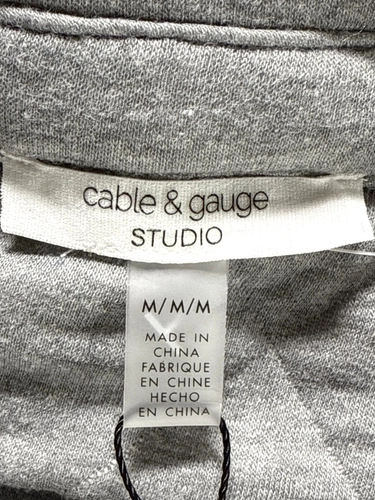 cable & gauge
STUDIO
M/M/M
MADE IN
CHINA
FABRIQUE
EN CHINE
HECHO
EN CHINA